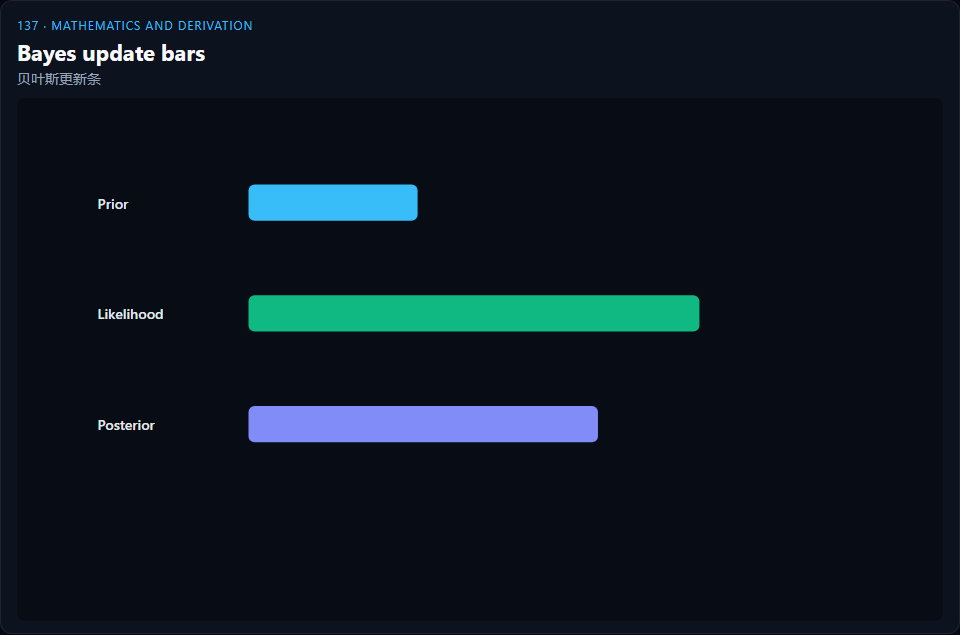 137 · MATHEMATICS AND DERIVATION
Bayes update bars
贝叶斯更新条
Prior
Likelihood
Posterior